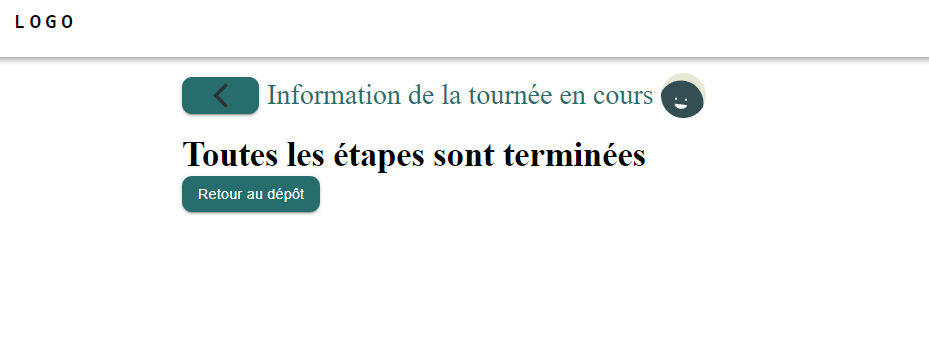 LOGO
Information de la tournée en cours
Toutes les étapes sont terminées
Retour au dépôt